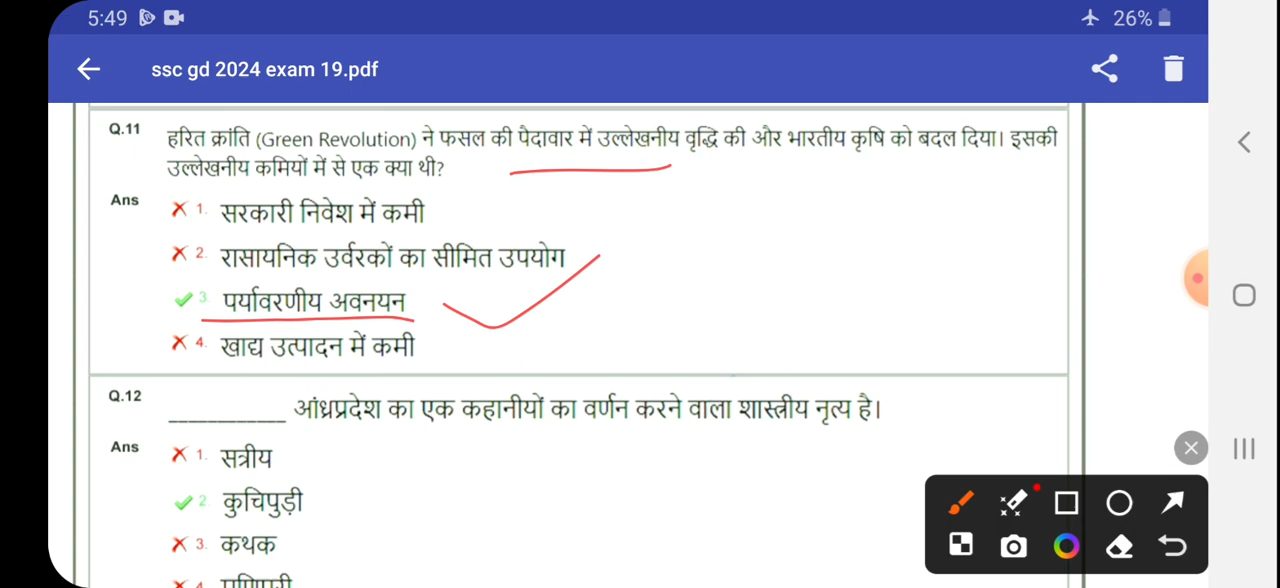 5:49
26%
ssc gd 2024 exam 19.pdf
Q.11
हरित क्रांति (Green Revolution) ने फसल की पैदावार में उल्लेखनीय वृद्धि की और भारतीय कृषि को बदल दिया। इसकी
उल्लेखनीय कमियों में से एक क्या थी?
Ans
1. सरकारी निवेश में कमी
2. रासायनिक उर्वरकों का सीमित उपयोग
3. पर्यावरणीय अवनयन
4. खाद्य उत्पादन में कमी
Q.12
__________ आंध्रप्रदेश का एक कहानीयों का वर्णन करने वाला शास्त्रीय नृत्य है।
Ans
1. सत्रीय
2. कुचिपुड़ी
3. कथक